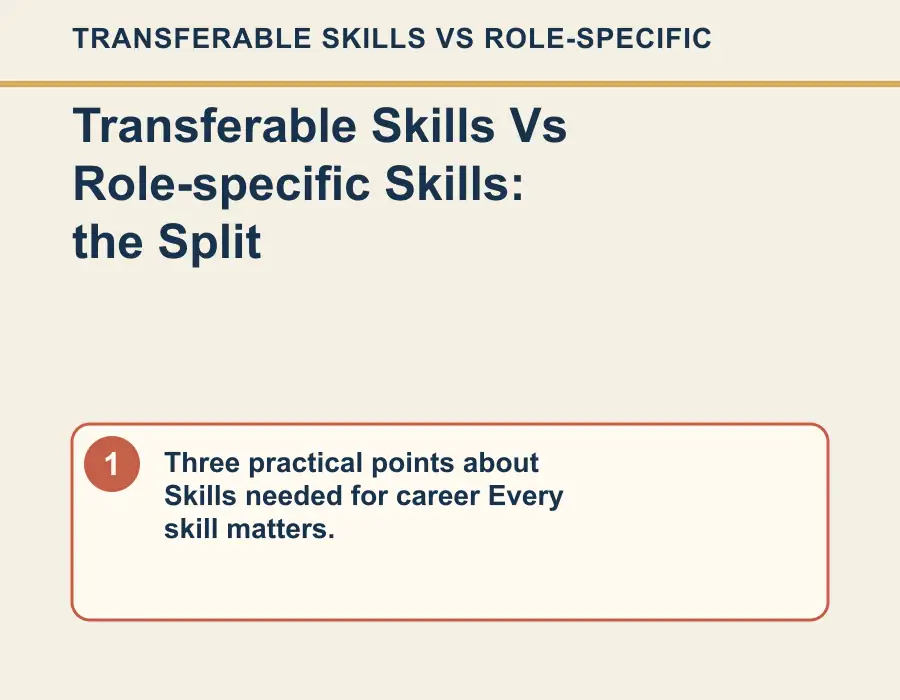 TRANSFERABLE SKILLS VS ROLE-SPECIFIC
Transferable Skills Vs
Role-specific Skills:
the Split
1
Three practical points about
Skills needed for career Every
skill matters.